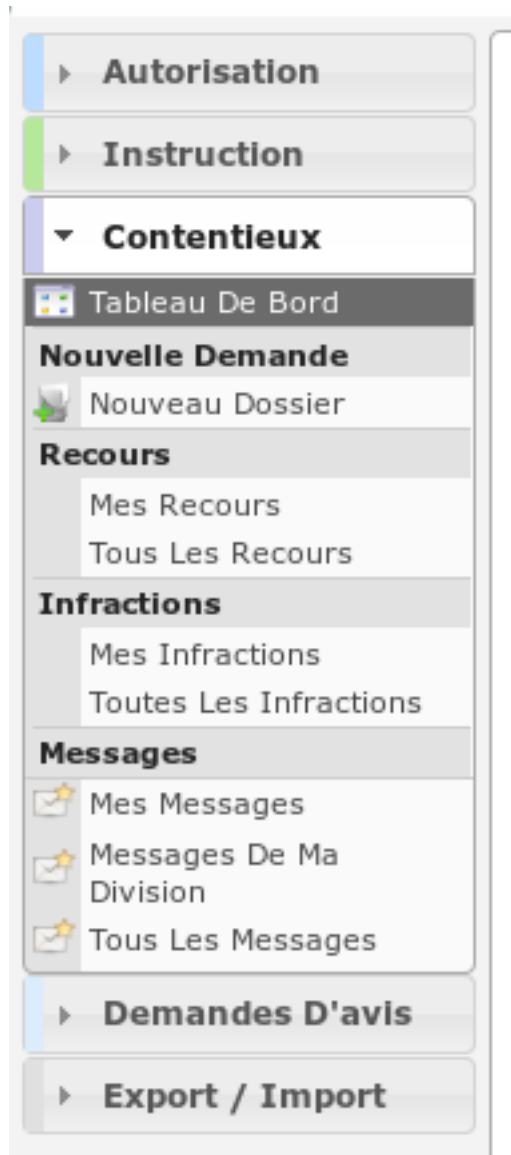 Autorisation
Instruction
Contentieux
Tableau De Bord
Nouvelle Demande
Nouveau Dossier
Recours
Mes Recours
Tous Les Recours
Infractions
Mes Infractions
Toutes Les Infractions
Messages
Mes Messages
Messages De Ma
Division
Tous Les Messages
Demandes D'avis
Export / Import